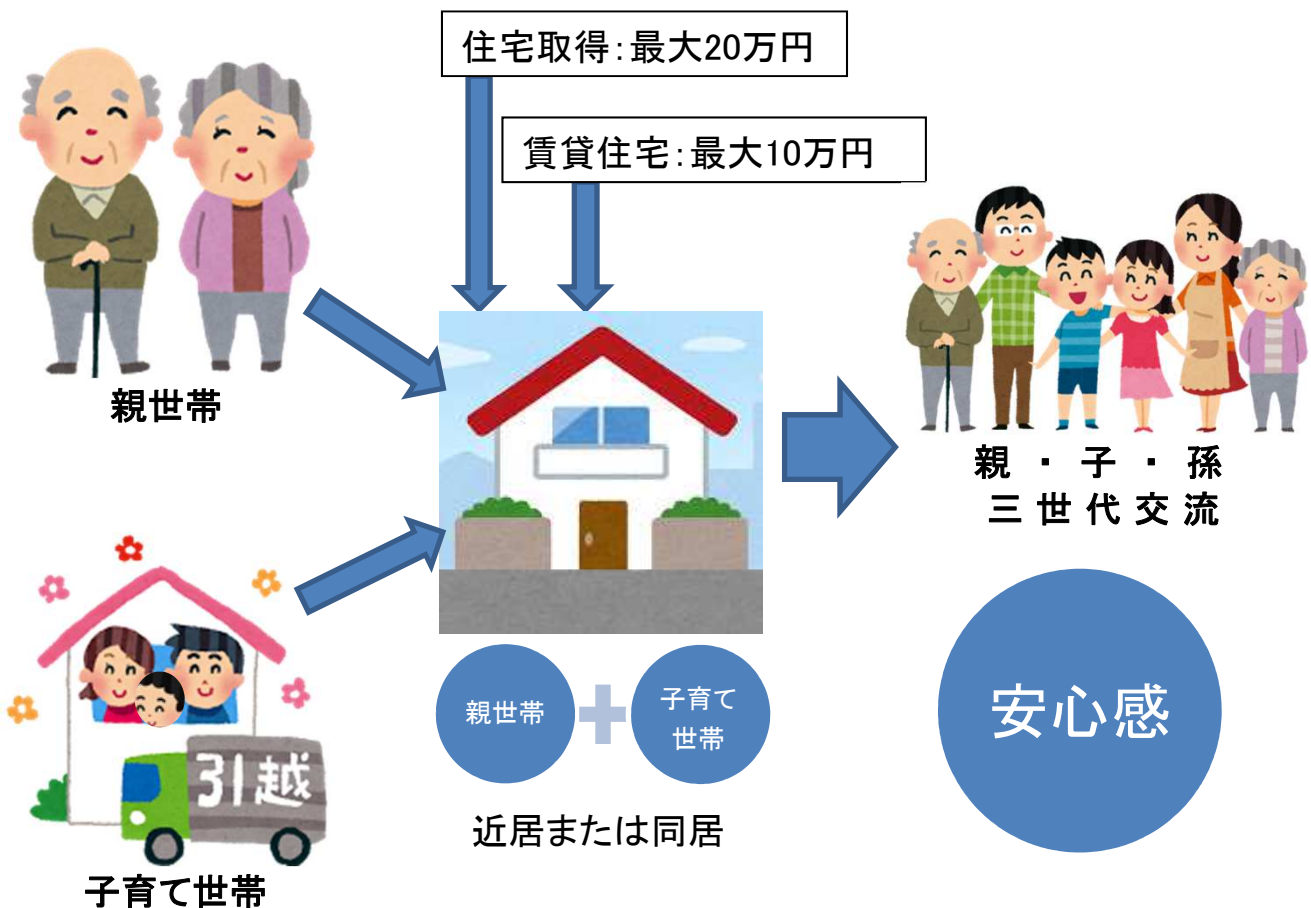 住宅取得：最大20万円
賃貸住宅：最大10万円
親世帯
親・子・孫
三世代交流
引越
子育て世帯
親世帯
子育て
世帯
近居または同居
安心感